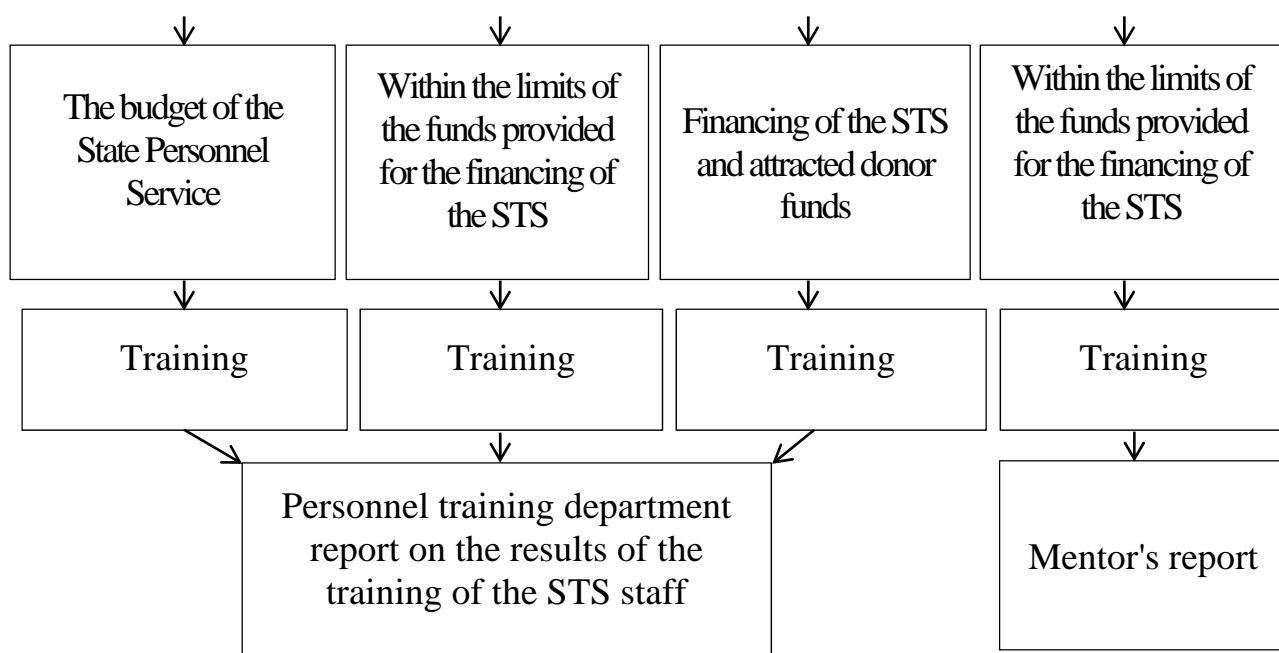 The budget of the
State Personnel
Service
Within the limits of
the funds provided
for the financing of
the STS
Financing of the STS
and attracted donor
funds
Within the limits of
the funds provided
for the financing of
the STS
Training
Training
Training
Training
Personnel training department
report on the results of the
training of the STS staff
Mentor's report